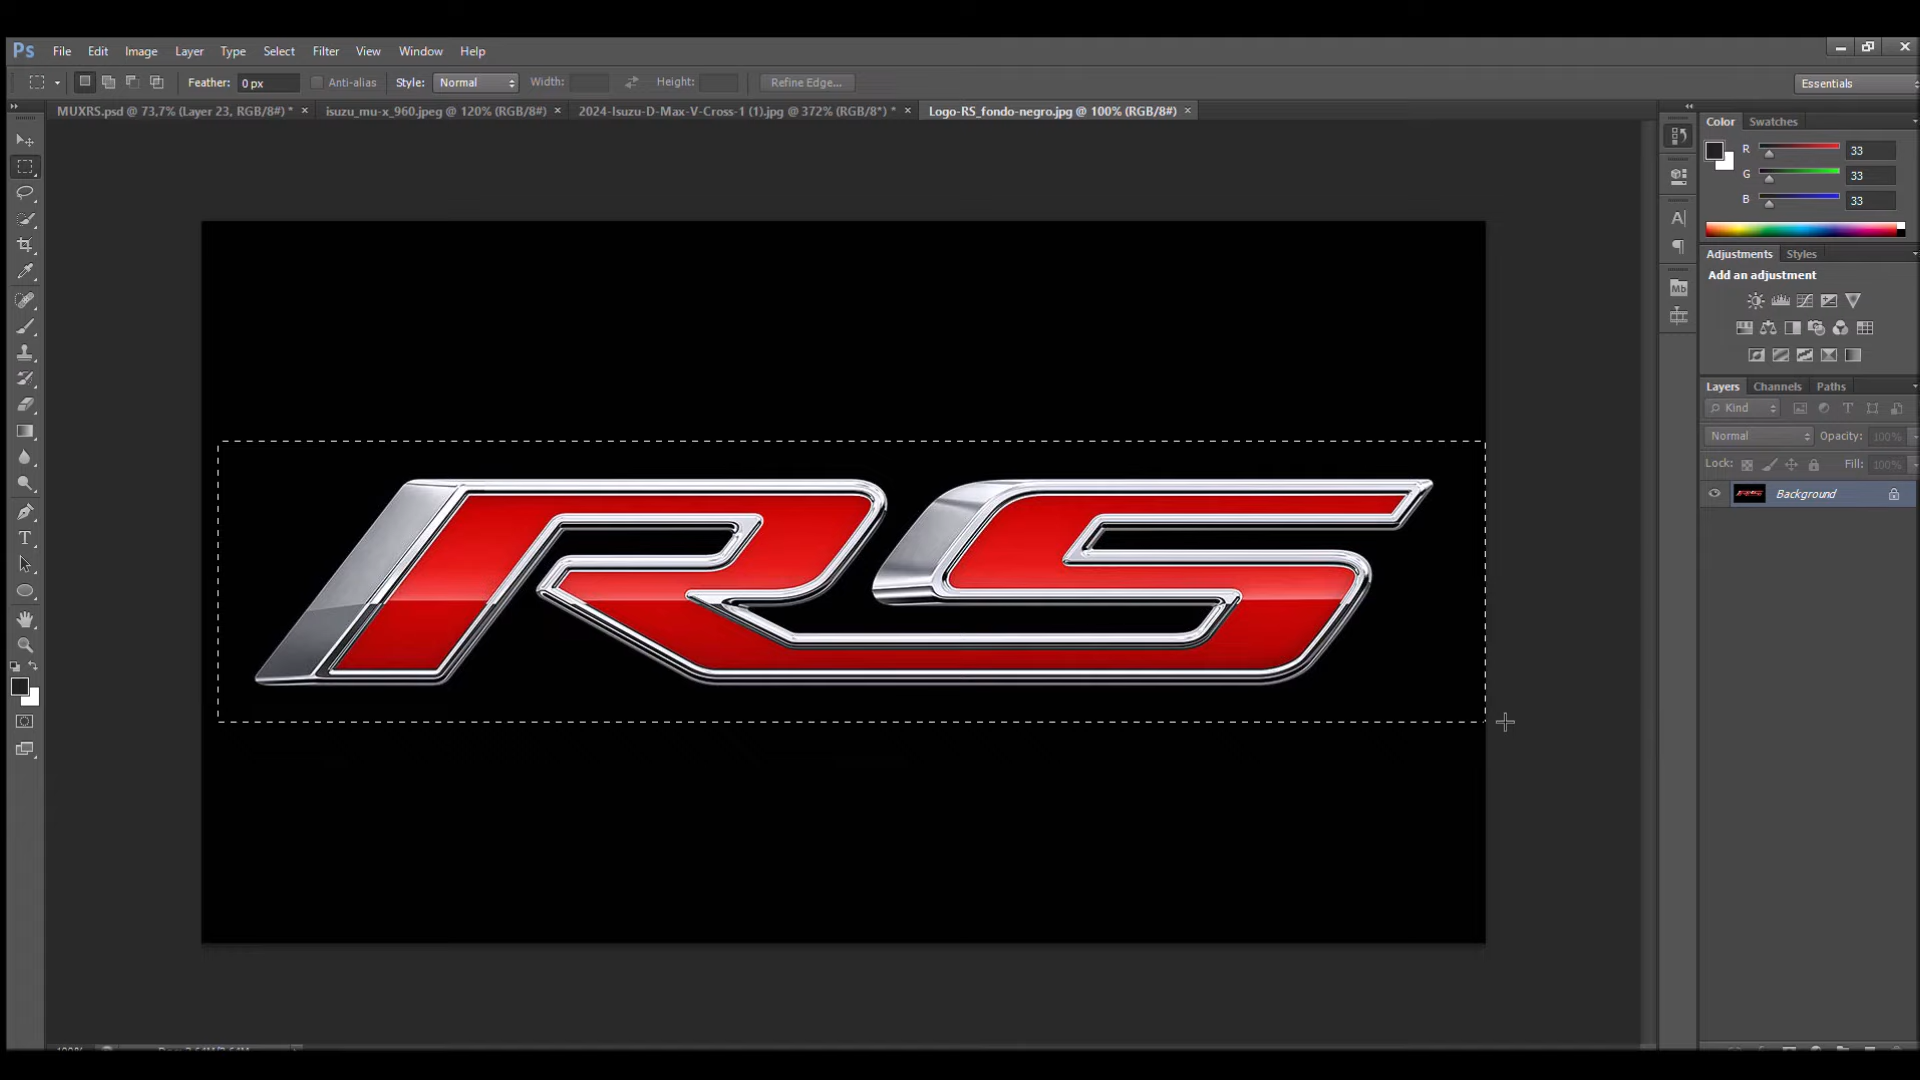 Ps File Edit Image Layer Type Select Filter View Window Help
Feather: 0 px Anti-alias Style: Normal Width: Height: Refine Edge... Essentials
MUXRS.psd @ 73,7% (Layer 23, RGB/8#) * × isuzu_mu-x_960.jpeg @ 120% (RGB/8#) × 2024-Isuzu-D-Max-V-Cross-1 (1).jpg @ 372% (RGB/8*) * × Logo-RS_fondo-negro.jpg @ 100% (RGB/8#) ×
Color Swatches
R 33
G 33
B 33
Adjustments Styles
Add an adjustment
Mb
Layers Channels Paths
Kind
Normal Opacity: 100%
Lock: Fill: 100%
Background
RS